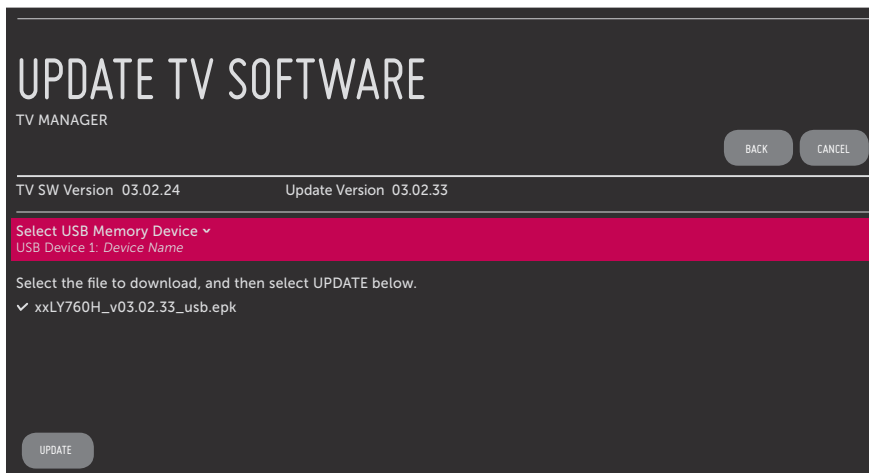 UPDATE TV SOFTWARE
TV MANAGER
BACK CANCEL
TV SW Version 03.02.24 Update Version 03.02.33
Select USB Memory Device
USB Device 1: Device Name
Select the file to download, and then select UPDATE below.
xxLY760H_v03.02.33_usb.epk
UPDATE